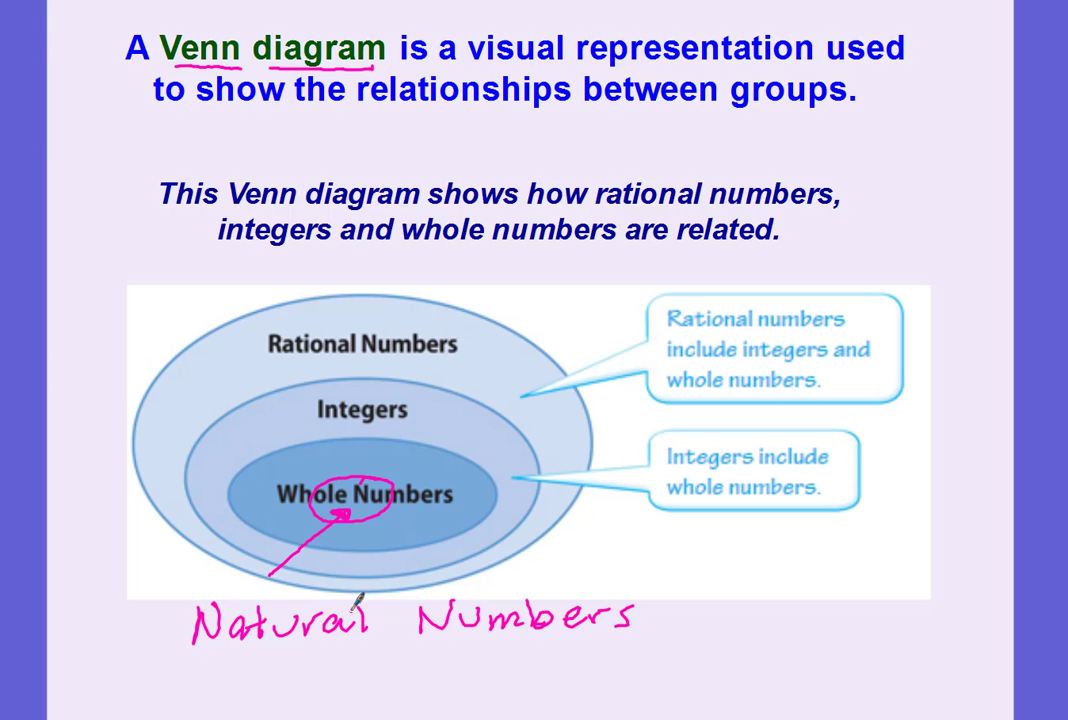 A Venn diagram is a visual representation used
to show the relationships between groups.
This Venn diagram shows how rational numbers,
integers and whole numbers are related.
Rational Numbers
Integers
Whole Numbers
Rational numbers
include integers and
whole numbers.
Integers include
whole numbers.
Natural Numbers